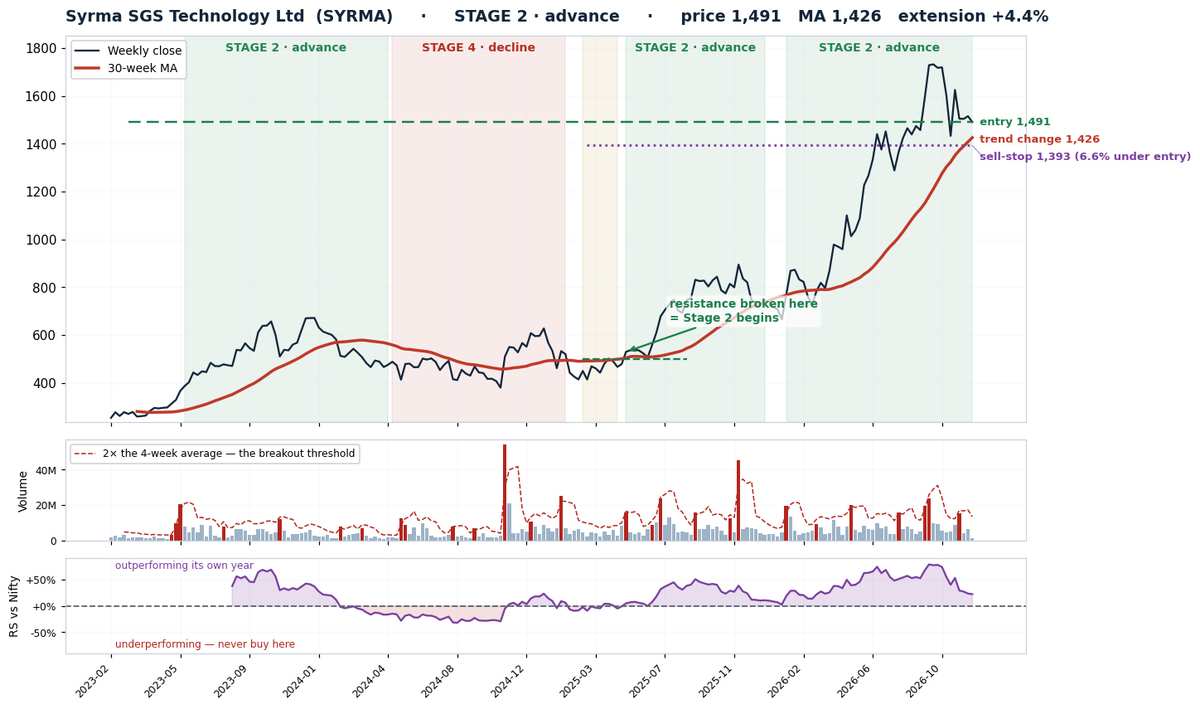 Syrma SGS Technology Ltd (SYRMA) · STAGE 2 · advance · price 1,491 MA 1,426 extension +4.4%
Weekly close
30-week MA
STAGE 2 · advance
STAGE 4 · decline
STAGE 2 · advance
STAGE 2 · advance
1800
1600
1400
1200
1000
800
600
400
entry 1,491
trend change 1,426
sell-stop 1,393 (6.6% under entry)
resistance broken here
= Stage 2 begins
Volume
40M
20M
0
2× the 4-week average — the breakout threshold
RS vs Nifty
+50%
+0%
-50%
outperforming its own year
underperforming — never buy here
2023-02
2023-05
2023-09
2024-01
2024-04
2024-08
2024-12
2025-03
2025-07
2025-11
2026-02
2026-06
2026-10